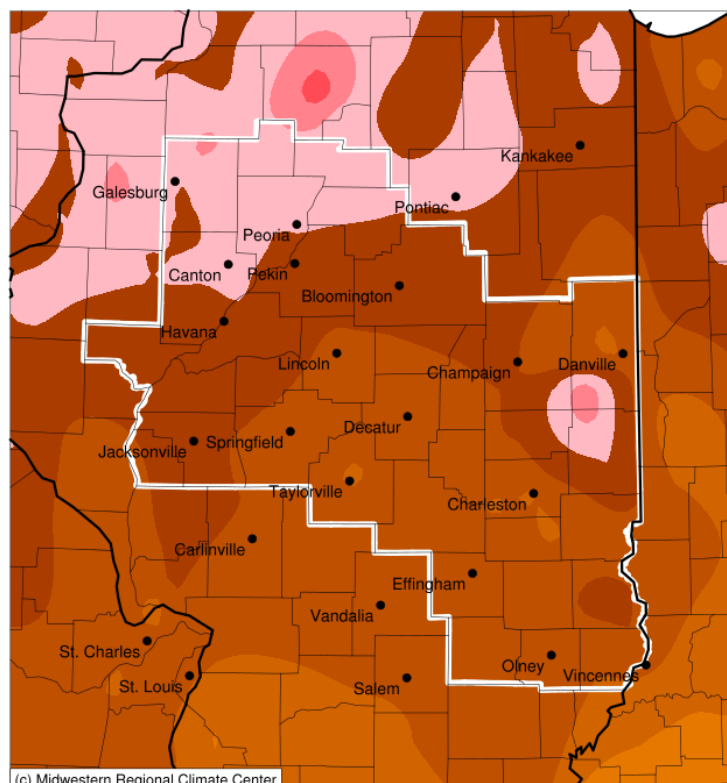 Kankakee
Galesburg
Pontiac
Peoria
Canton
Pekin
Bloomington
Havana
Lincoln
Champaign
Danville
Decatur
Jacksonville
Springfield
Taylorville
Charleston
Carlinville
Effingham
Vandalia
St. Charles
Olney
Vincennes
St. Louis
Salem
(c) Midwestern Regional Climate Center